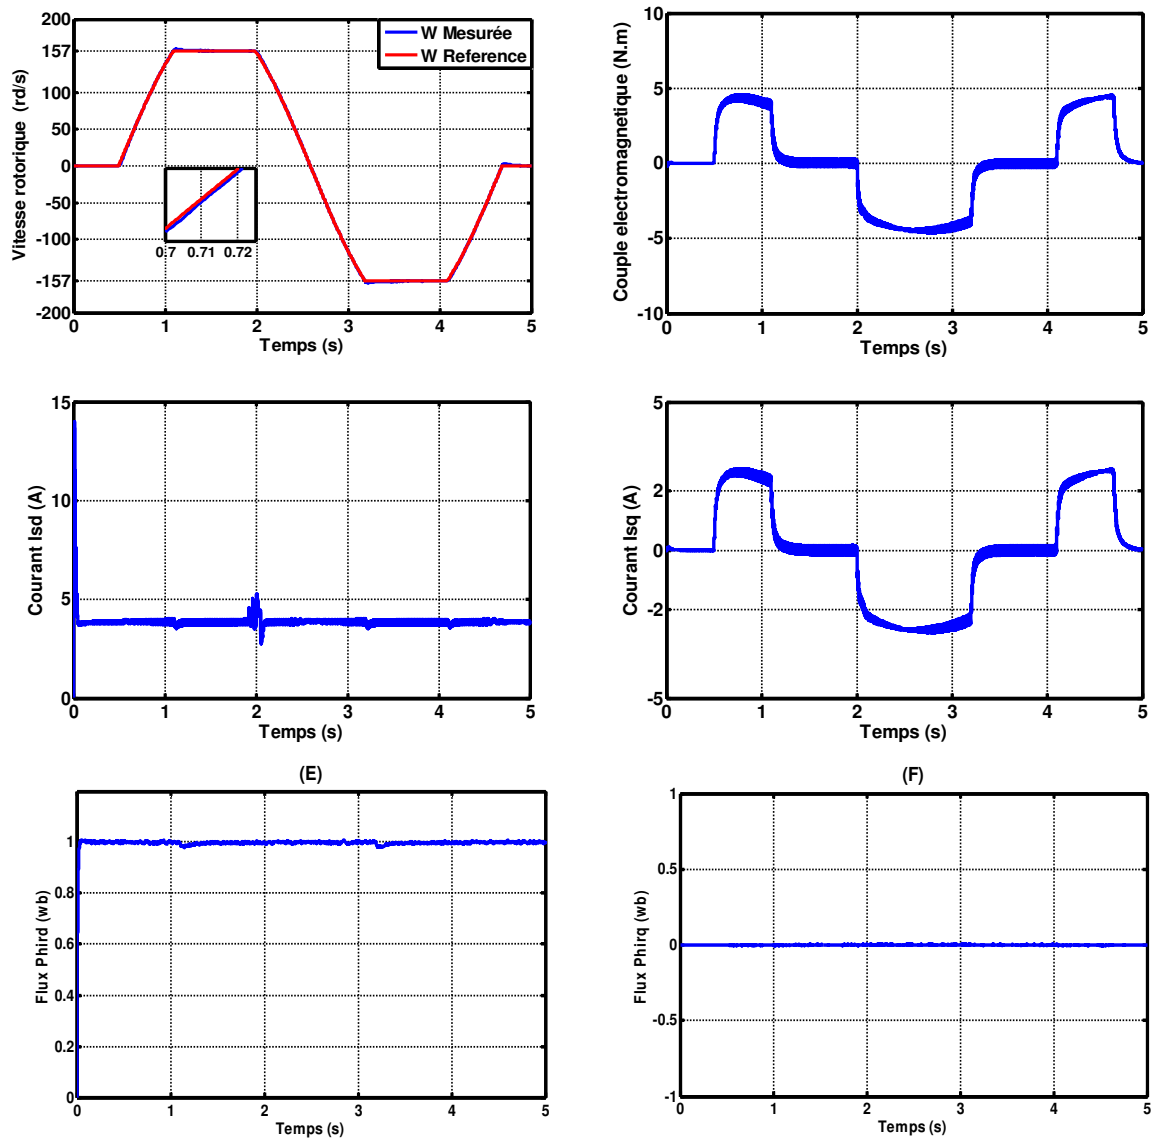 Vitesse rotorique (rd/s)
200
157
100
50
0
-50
-100
-157
-200
W Mesurée
W Reference
0.7 0.71 0.72
0 1 2 3 4 5
Temps (s)
Couple electromagnetique (N.m)
10
5
0
-5
-10
0 1 2 3 4 5
Temps (s)
Courant Isd (A)
15
10
5
0
0 1 2 3 4 5
Temps (s)
Courant Isq (A)
5
2
0
-2
-5
0 1 2 3 4 5
Temps (s)
(E)
Flux Phird (wb)
1
0.8
0.6
0.4
0.2
0
0 1 2 3 4 5
Temps (s)
(F)
Flux Phirq (wb)
1
0.5
0
-0.5
-1
0 1 2 3 4 5
Temps (s)